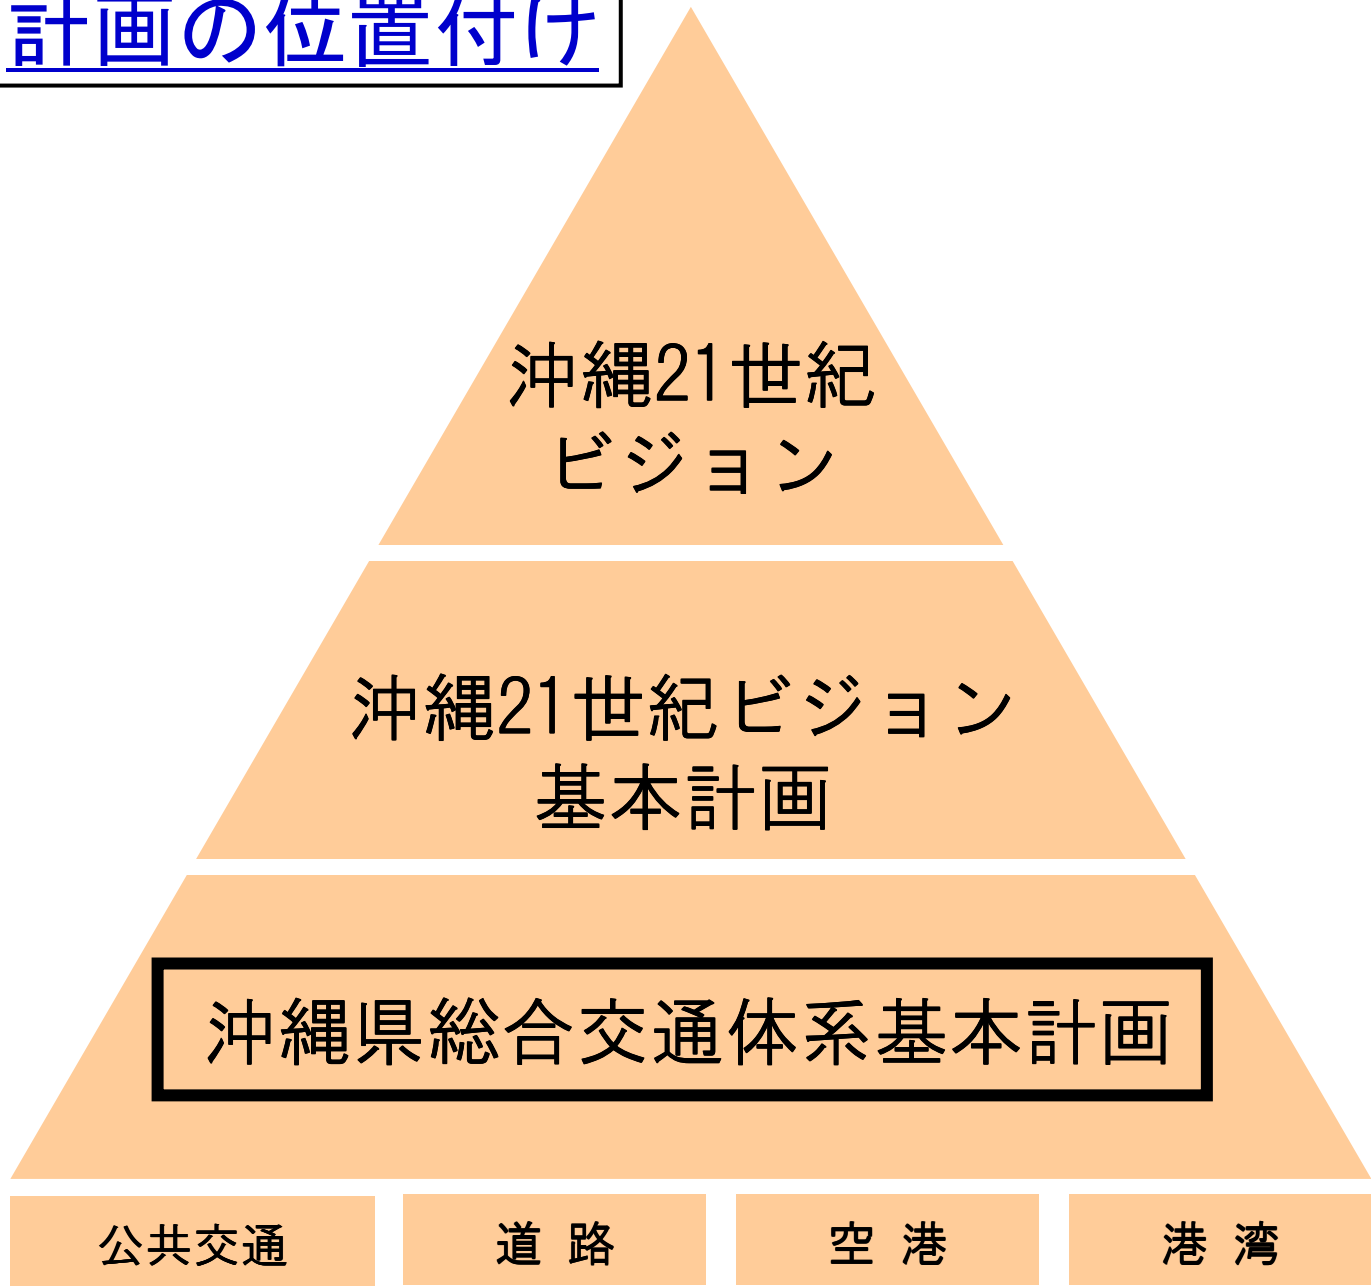 計画の位置付け
沖縄21世紀
ビジョン
沖縄21世紀ビジョン
基本計画
沖縄県総合交通体系基本計画
公共交通
道 路
空 港
港 湾